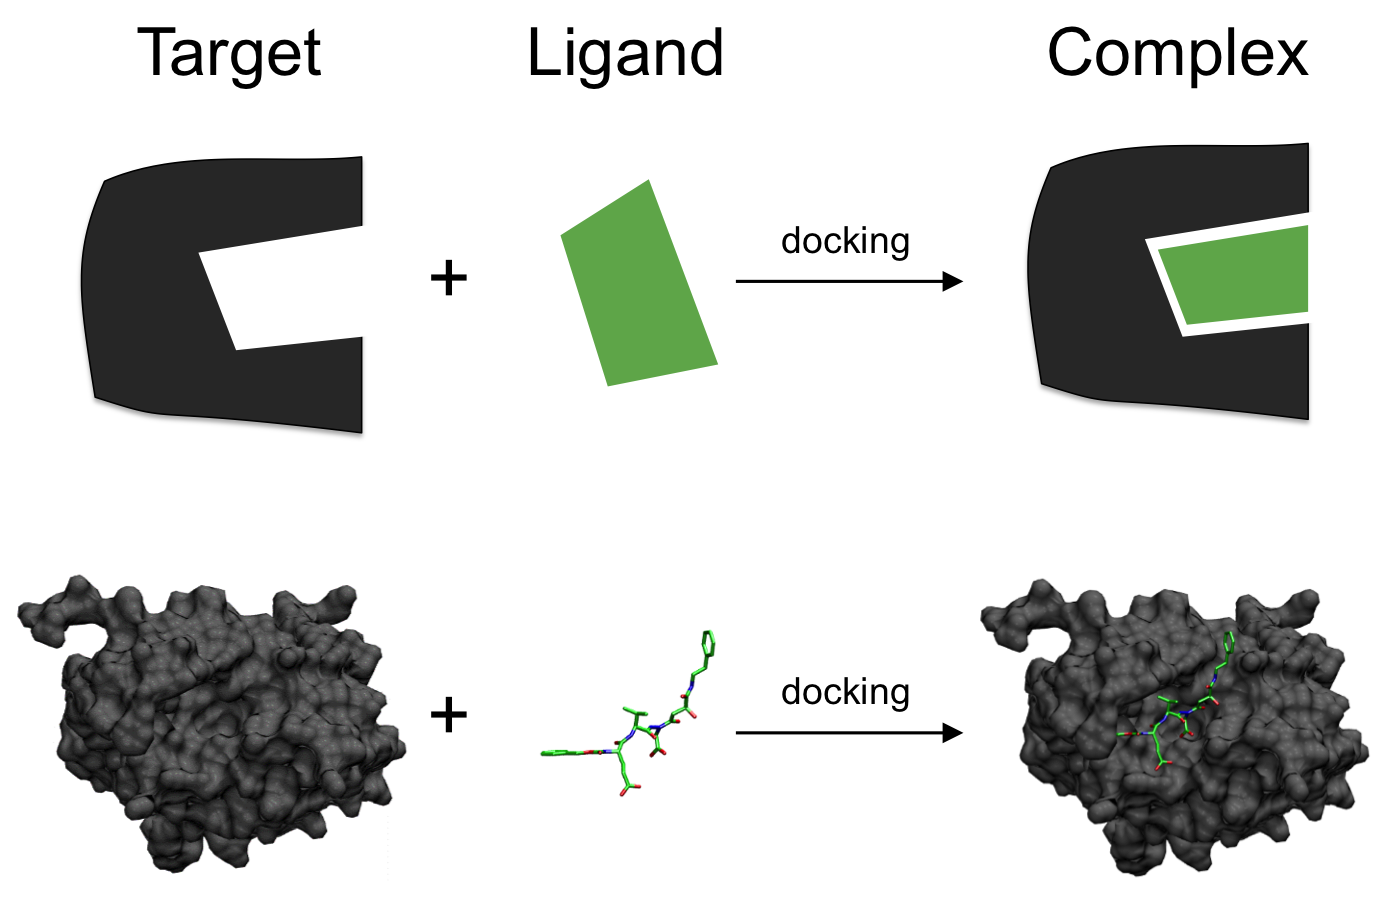 Target
Ligand
Complex
+
docking
+
docking